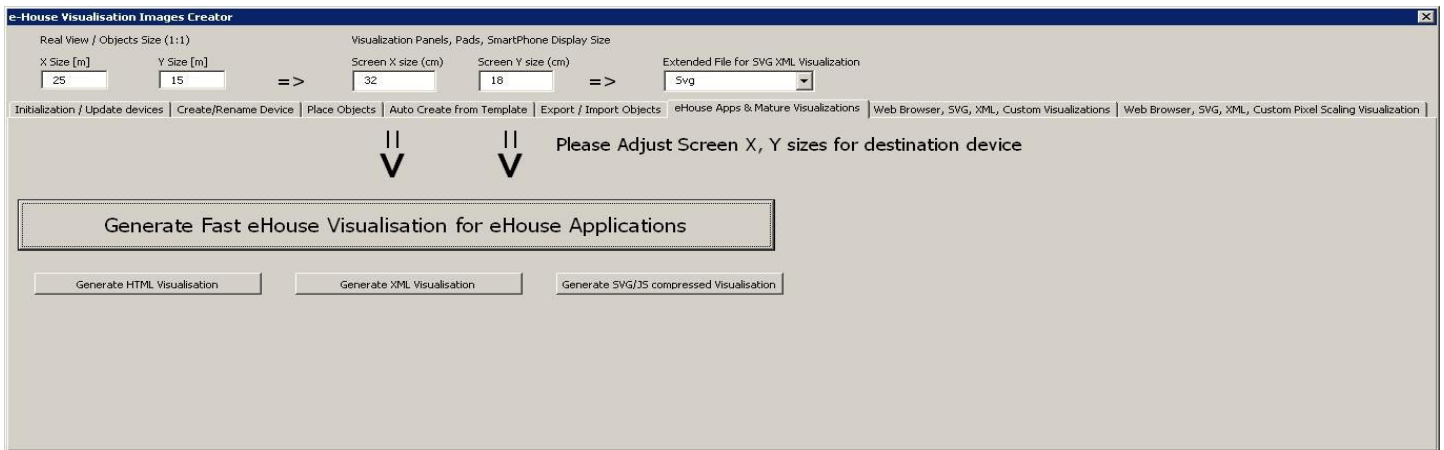 e-House Visualisation Images Creator
Real View / Objects Size (1:1) Visualization Panels, Pads, SmartPhone Display Size
X Size [m] Y Size [m] Screen X size (cm) Screen Y size (cm) Extended File for SVG XML Visualization
25 15 => 32 18 => Svg
Initialization / Update devices Create/Rename Device Place Objects Auto Create from Template Export / Import Objects eHouse Apps & Mature Visualizations Web Browser, SVG, XML, Custom Visualizations Web Browser, SVG, XML, Custom Pixel Scaling Visualization
Please Adjust Screen X, Y sizes for destination device
Generate Fast eHouse Visualisation for eHouse Applications
Generate HTML Visualisation Generate XML Visualisation Generate SVG/JS compressed Visualisation